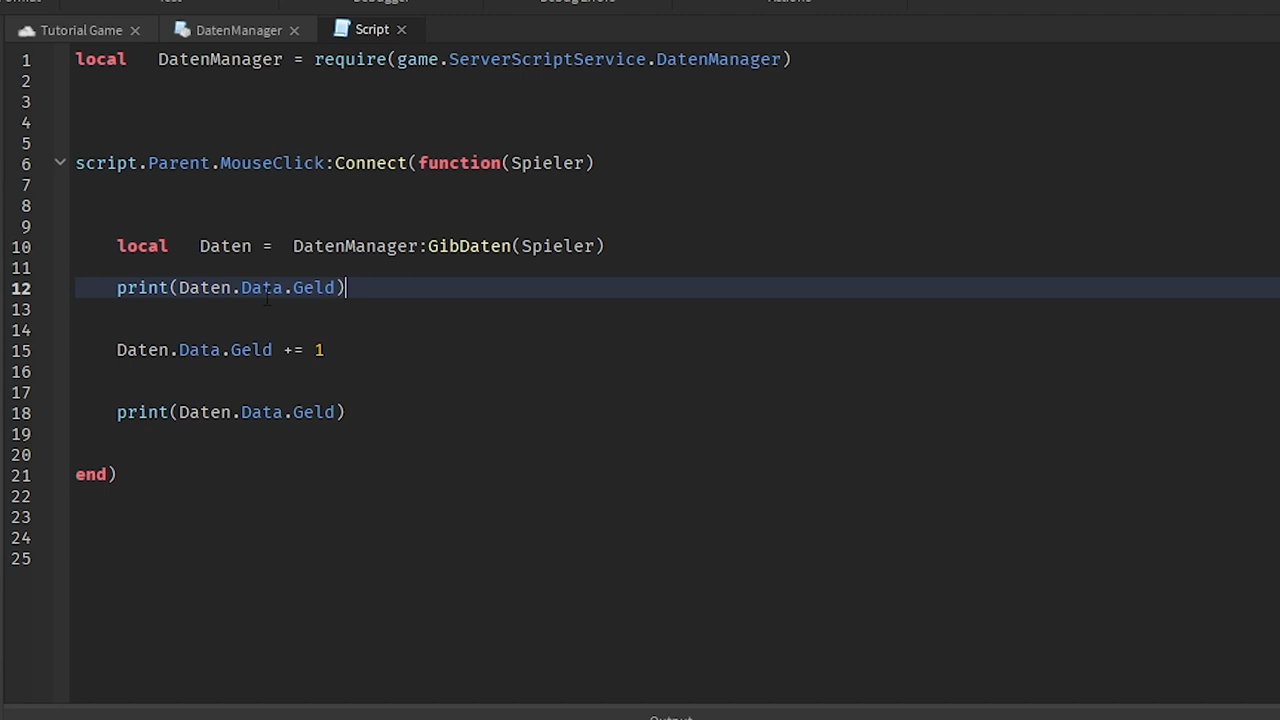 Tutorial Game
DatenManager
Script
1 local DatenManager = require(game.ServerScriptService.DatenManager)
2
3
4
5
6 script.Parent.MouseClick:Connect(function(Spieler)
7
8
9
10 local Daten = DatenManager:GibDaten(Spieler)
11
12 print(Daten.Data.Geld)
13
14
15 Daten.Data.Geld += 1
16
17
18 print(Daten.Data.Geld)
19
20
21 end)
22
23
24
25